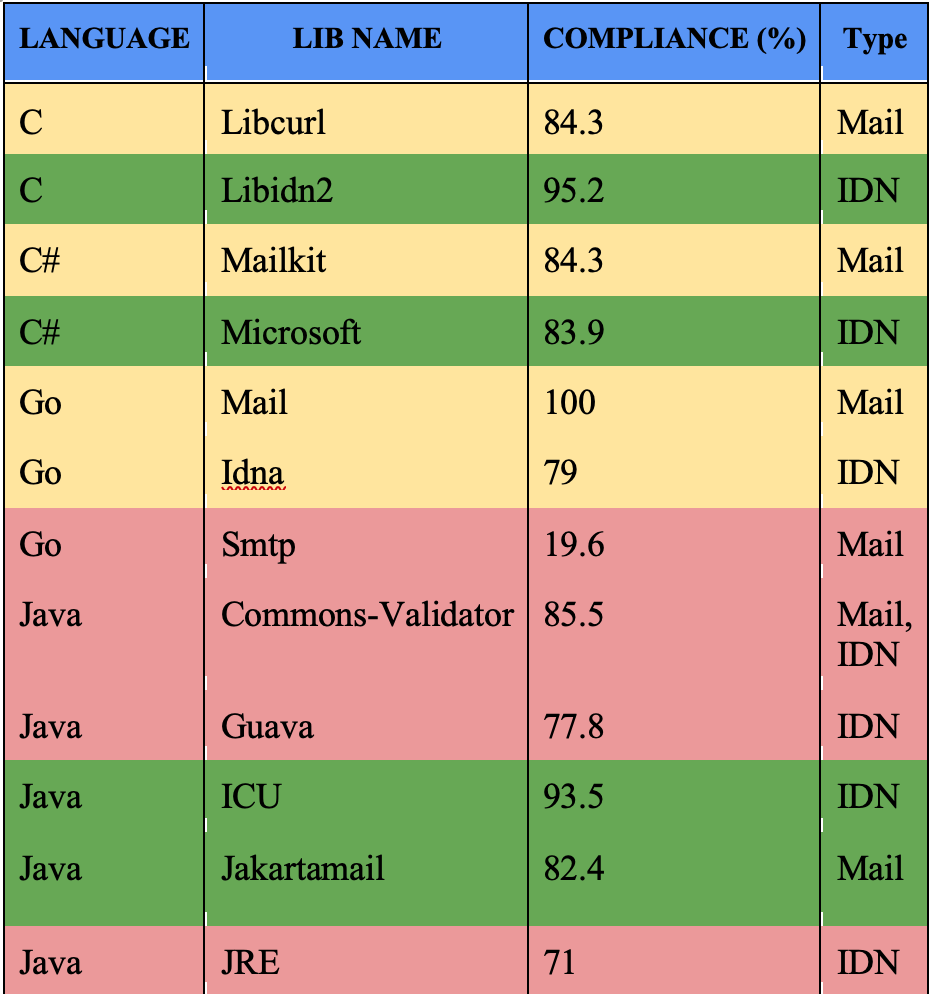 LANGUAGE LIB NAME COMPLIANCE (%) Type
C Libcurl 84.3 Mail
C Libidn2 95.2 IDN
C# Mailkit 84.3 Mail
C# Microsoft 83.9 IDN
Go Mail 100 Mail
Go Idna 79 IDN
Go Smtp 19.6 Mail
Java Commons-Validator 85.5 Mail,
IDN
Java Guava 77.8 IDN
Java ICU 93.5 IDN
Java Jakartamail 82.4 Mail
Java JRE 71 IDN